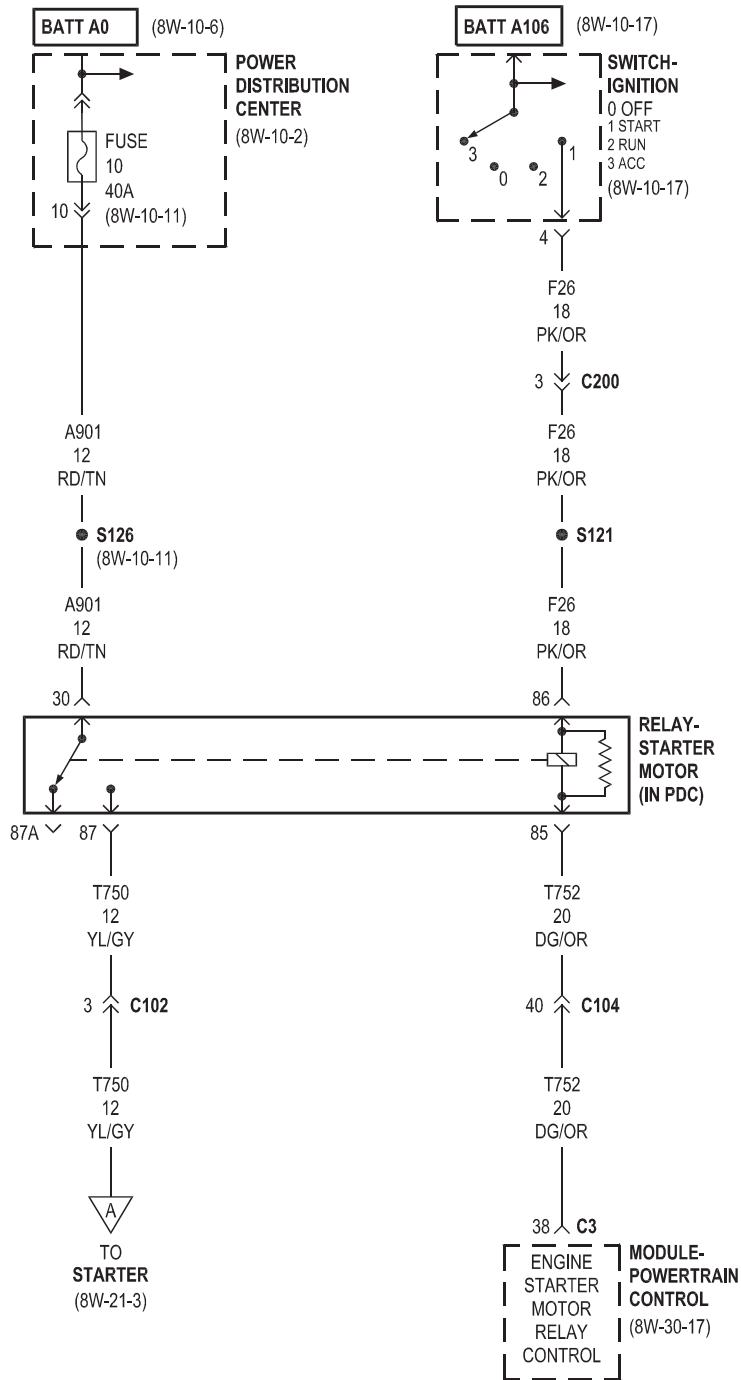 BATT A0 (8W-10-6)
POWER
DISTRIBUTION
CENTER
(8W-10-2)
FUSE
10
40A
(8W-10-11)
10
BATT A106 (8W-10-17)
SWITCH-
IGNITION
0 OFF
1 START
2 RUN
3 ACC
(8W-10-17)
3
0
2
1
4
F26
18
PK/OR
3 C200
A901
12
RD/TN
F26
18
PK/OR
S126
(8W-10-11)
S121
A901
12
RD/TN
F26
18
PK/OR
30
86
RELAY-
STARTER
MOTOR
(IN PDC)
87A
87
85
T750
12
YL/GY
T752
20
DG/OR
3 C102
40 C104
T750
12
YL/GY
T752
20
DG/OR
A
TO
STARTER
(8W-21-3)
38 C3
ENGINE
STARTER
MOTOR
RELAY
CONTROL
MODULE-
POWERTRAIN
CONTROL
(8W-30-17)